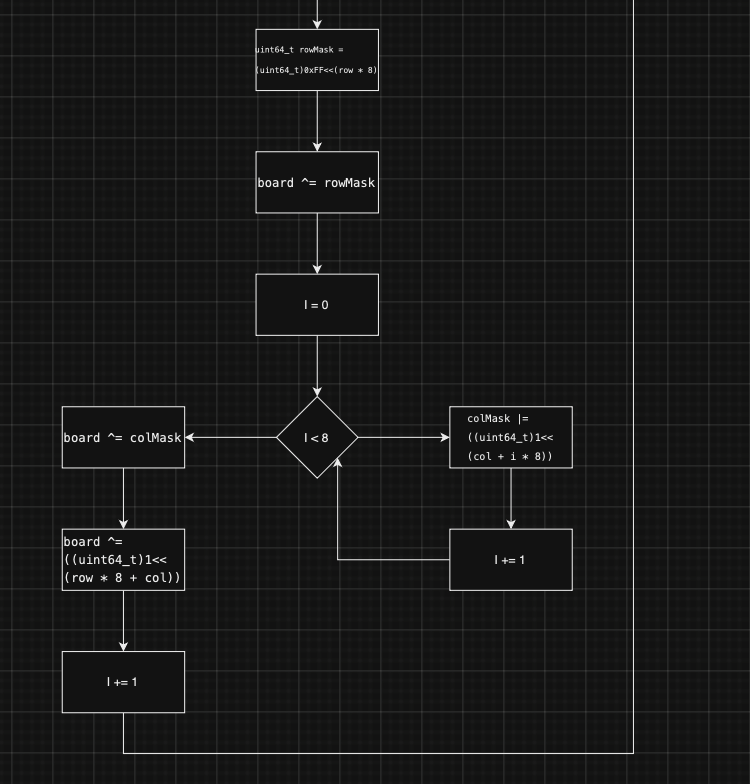 uint64_t rowMask =
(uint64_t)0xFF<<(row * 8)
board ^= rowMask
I = 0
I < 8
board ^= colMask
colMask |=
((uint64_t)1<<
(col + i * 8))
board ^=
((uint64_t)1<<
(row * 8 + col))
I += 1
I += 1